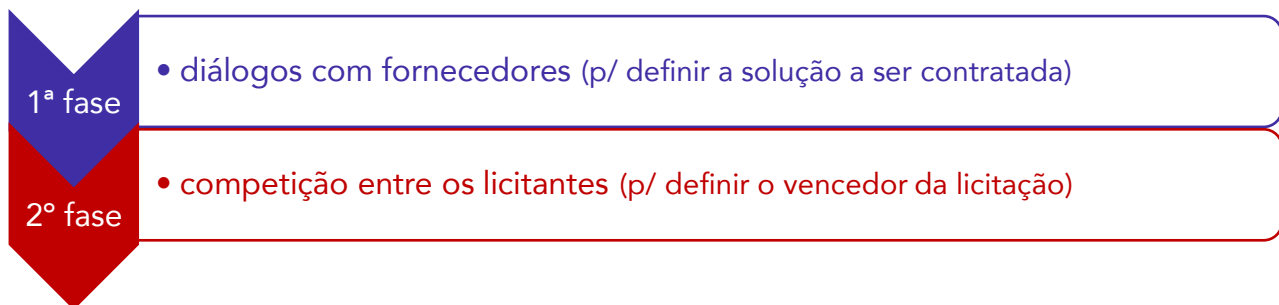 1ª fase
• diálogos com fornecedores (p/ definir a solução a ser contratada)
2º fase
• competição entre os licitantes (p/ definir o vencedor da licitação)